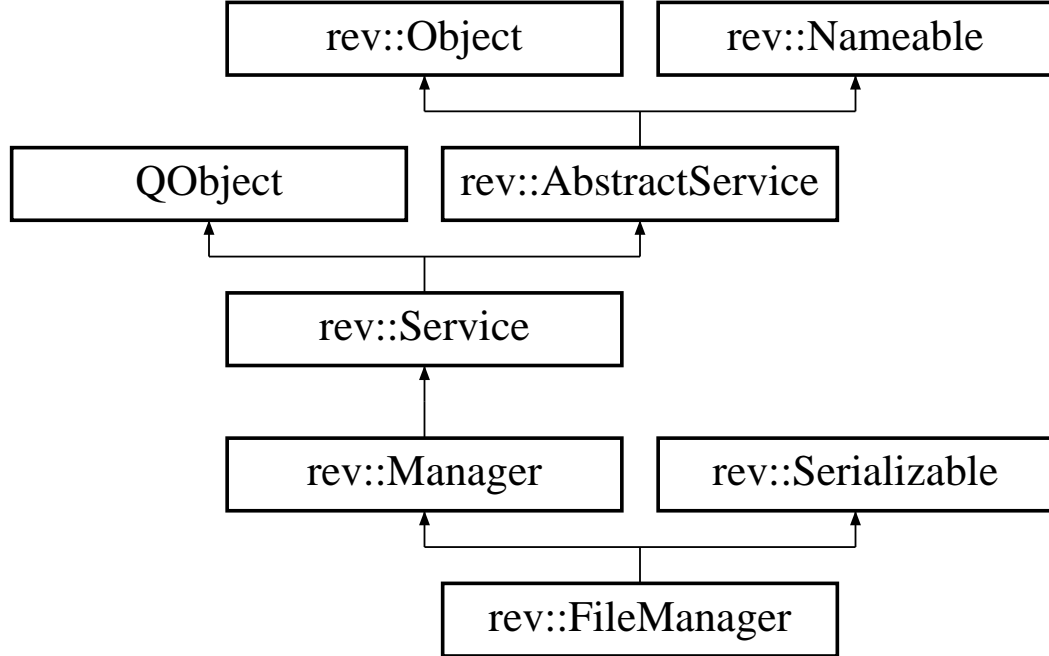 rev::Object
rev::Nameable
QObject
rev::AbstractService
rev::Service
rev::Manager
rev::Serializable
rev::FileManager